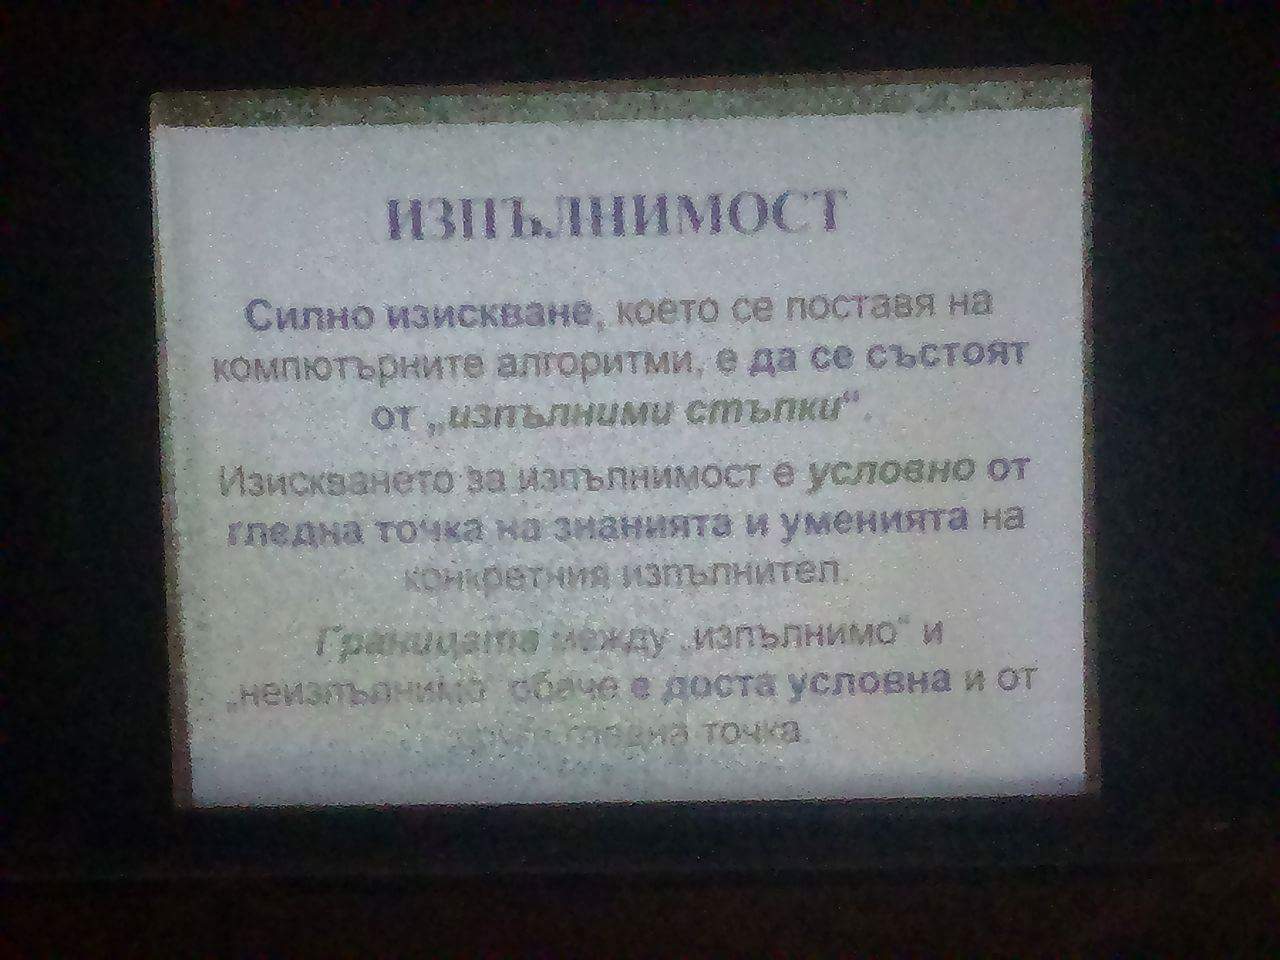 ИЗПЪЛНИМОСТ
Силно изискване, което се поставя на
компютърните алгоритми, е да се състоят
от „изпълними стъпки“.
Изискването за изпълнимост е условно от
гледна точка на знанията и уменията на
конкретния изпълнител.
Границата между „изпълнимо“ и
„неизпълнимо“ обаче е доста условна и от
гледна точка.